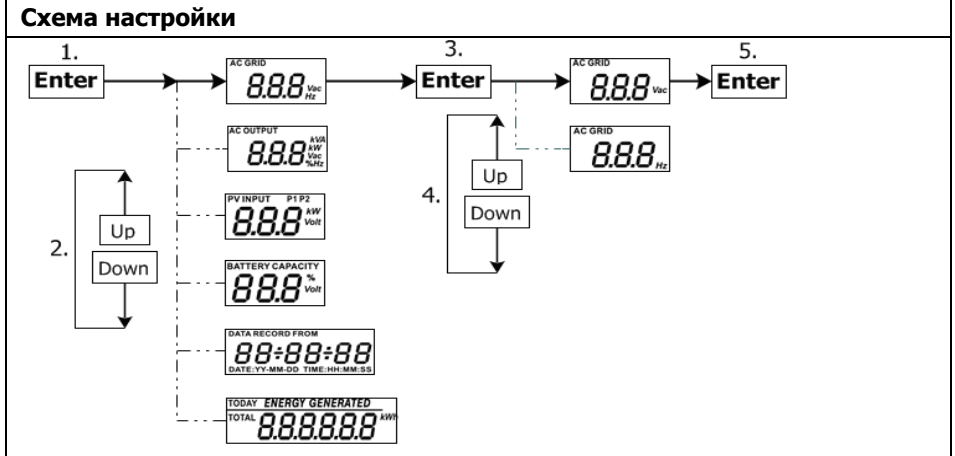 Схема настройки
1.
Enter
AC GRID
8.8.8 Vac
Hz
3.
Enter
AC GRID
8.8.8 Vac
5.
Enter
AC OUTPUT
8.8.8 kVA
kW
Vac
%Hz
AC GRID
8.8.8 Hz
2.
Up
Down
PV INPUT P1 P2
8.8.8 kW
Volt
4.
Up
Down
BATTERY CAPACITY
88.8 %
Volt
DATA RECORD FROM
88÷88÷88
DATE:YY-MM-DD TIME:HH:MM:SS
TODAY ENERGY GENERATED
TOTAL 8.8.8.8.8.8 kWh